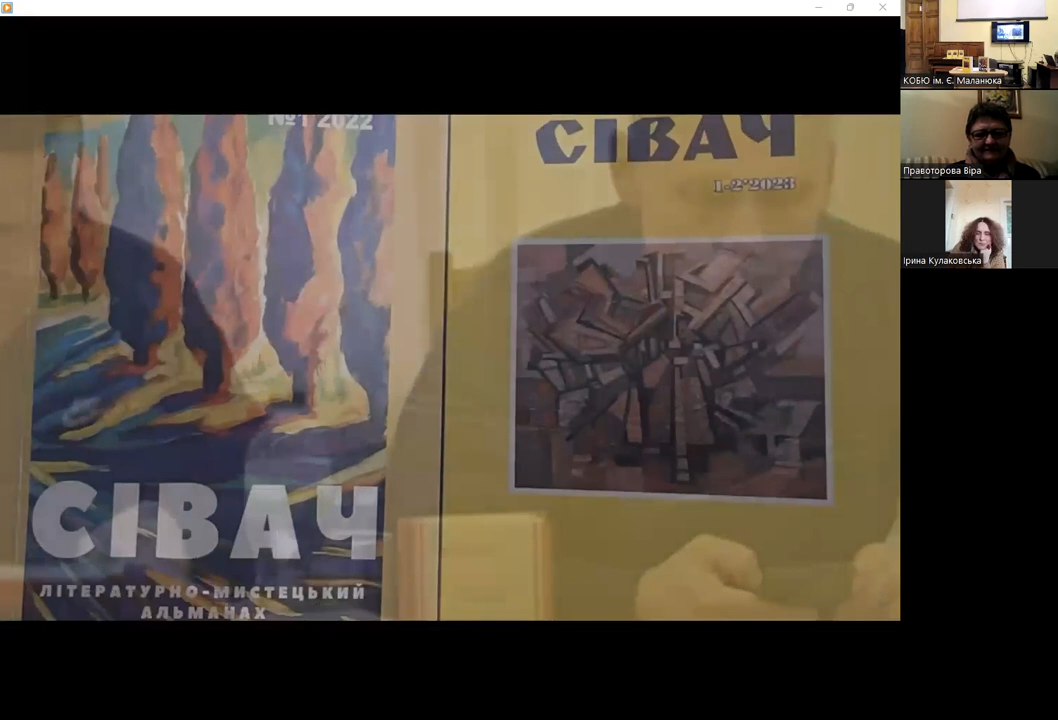 №1 2022
СІВАЧ
ЛІТЕРАТУРНО-МИСТЕЦЬКИЙ
АЛЬМАНАХ
СІВАЧ
1-2'2023
КОБЮ ім. Є. Маланюка
Правоторова Віра
Ірина Кулаковська